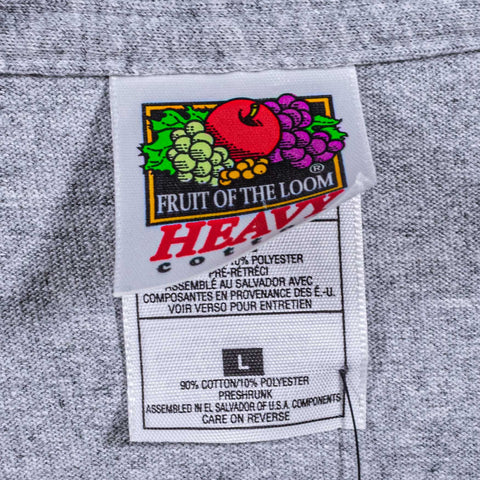 FRUIT OF THE LOOM ®
HEAVY
10% POLYESTER
PRÉ-RÉTRÉCI
ASSEMBLÉ AU SALVADOR AVEC
COMPOSANTES EN PROVENANCE DES É.-U.
VOIR VERSO POUR ENTRETIEN
L
90% COTTON/10% POLYESTER
PRESHRUNK
ASSEMBLED IN EL SALVADOR OF U.S.A. COMPONENTS
CARE ON REVERSE